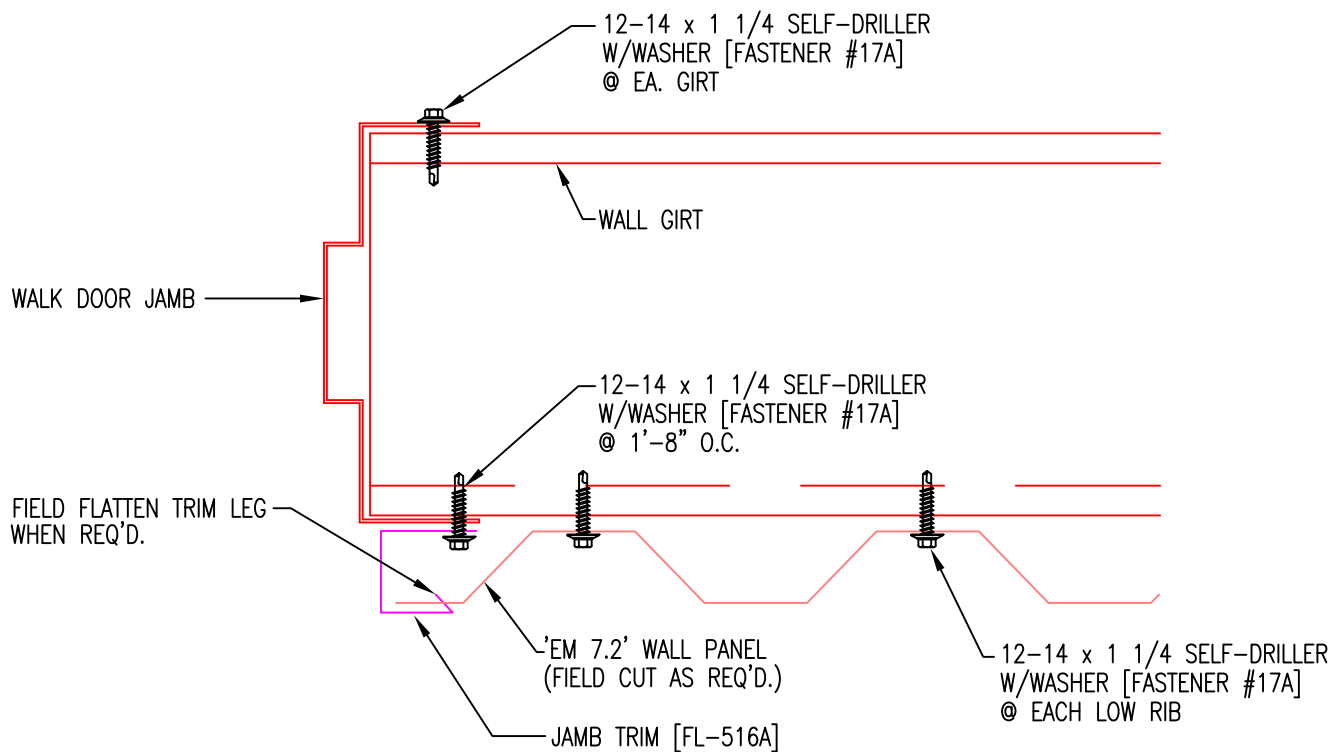 12-14 x 1 1/4 SELF-DRILLER
W/WASHER [FASTENER #17A]
@ EA. GIRT
WALL GIRT
WALK DOOR JAMB
12-14 x 1 1/4 SELF-DRILLER
W/WASHER [FASTENER #17A]
@ 1'-8" O.C.
FIELD FLATTEN TRIM LEG
WHEN REQ'D.
'EM 7.2' WALL PANEL
(FIELD CUT AS REQ'D.)
12-14 x 1 1/4 SELF-DRILLER
W/WASHER [FASTENER #17A]
@ EACH LOW RIB
JAMB TRIM [FL-516A]